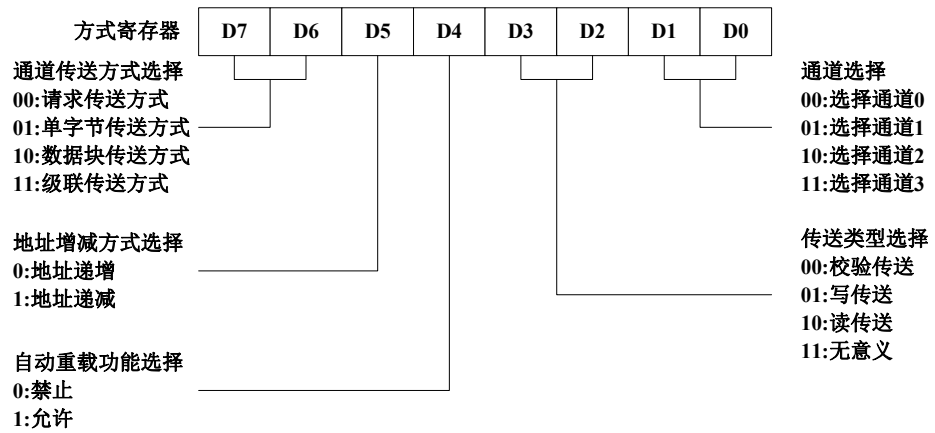 方式寄存器 D7 D6 D5 D4 D3 D2 D1 D0
通道传送方式选择
00:请求传送方式
01:单字节传送方式
10:数据块传送方式
11:级联传送方式
地址增减方式选择
0:地址递增
1:地址递减
自动重载功能选择
0:禁止
1:允许
通道选择
00:选择通道0
01:选择通道1
10:选择通道2
11:选择通道3
传送类型选择
00:校验传送
01:写传送
10:读传送
11:无意义